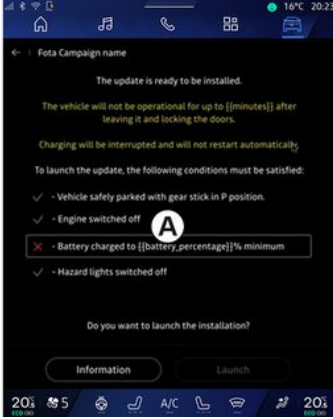 16°C 20:23
Fota Campaign name
The update is ready to be installed.
The vehicle will not be operational for up to [{minutes}] after
leaving it and locking the doors.
Charging will be interrupted and will not restart automatically.
To launch the update, the following conditions must be satisfied:
- Vehicle safely parked with gear stick in P position.
- Engine switched off
A
- Battery charged to [{battery_percentage}]% minimum
- Hazard lights switched off
Do you want to launch the installation?
Information
Launch
5
A/C
20.5
ECO ON